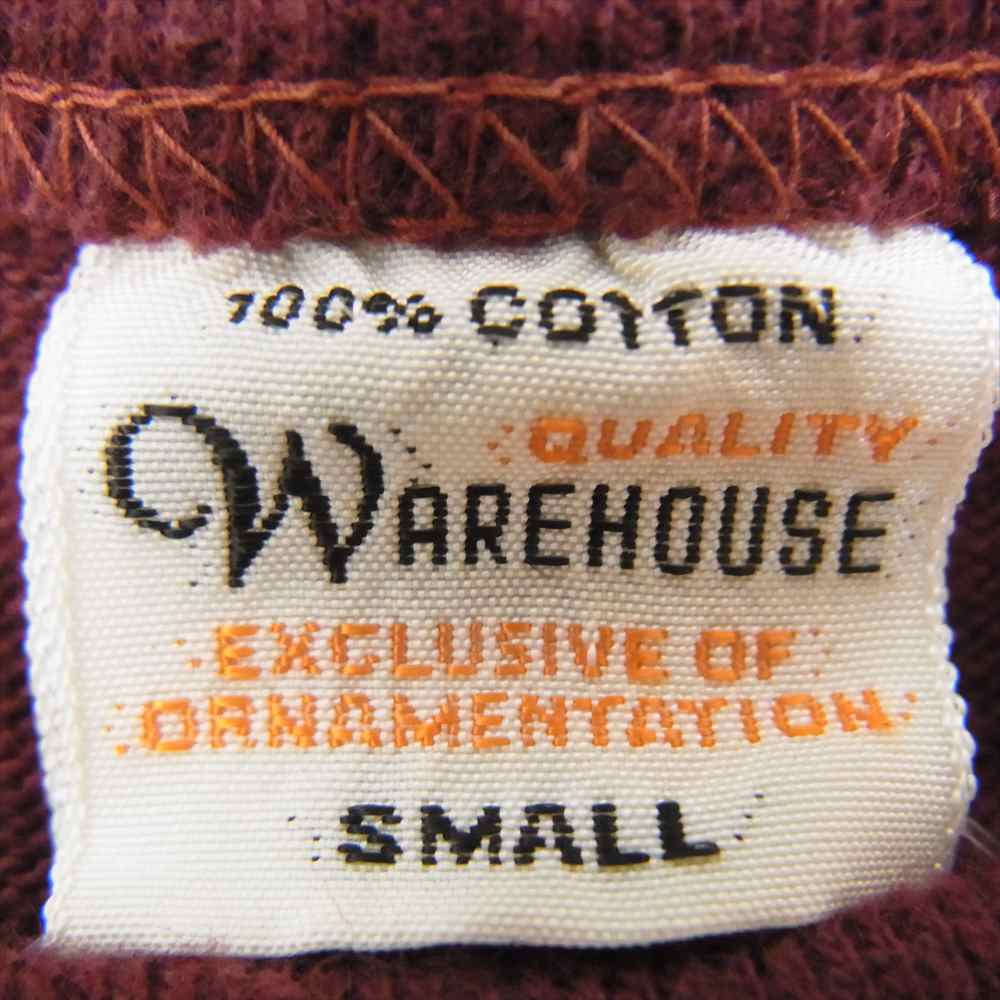 100% COTTON
QUALITY
WAREHOUSE
EXCLUSIVE OF
ORNAMENTATION
SMALL